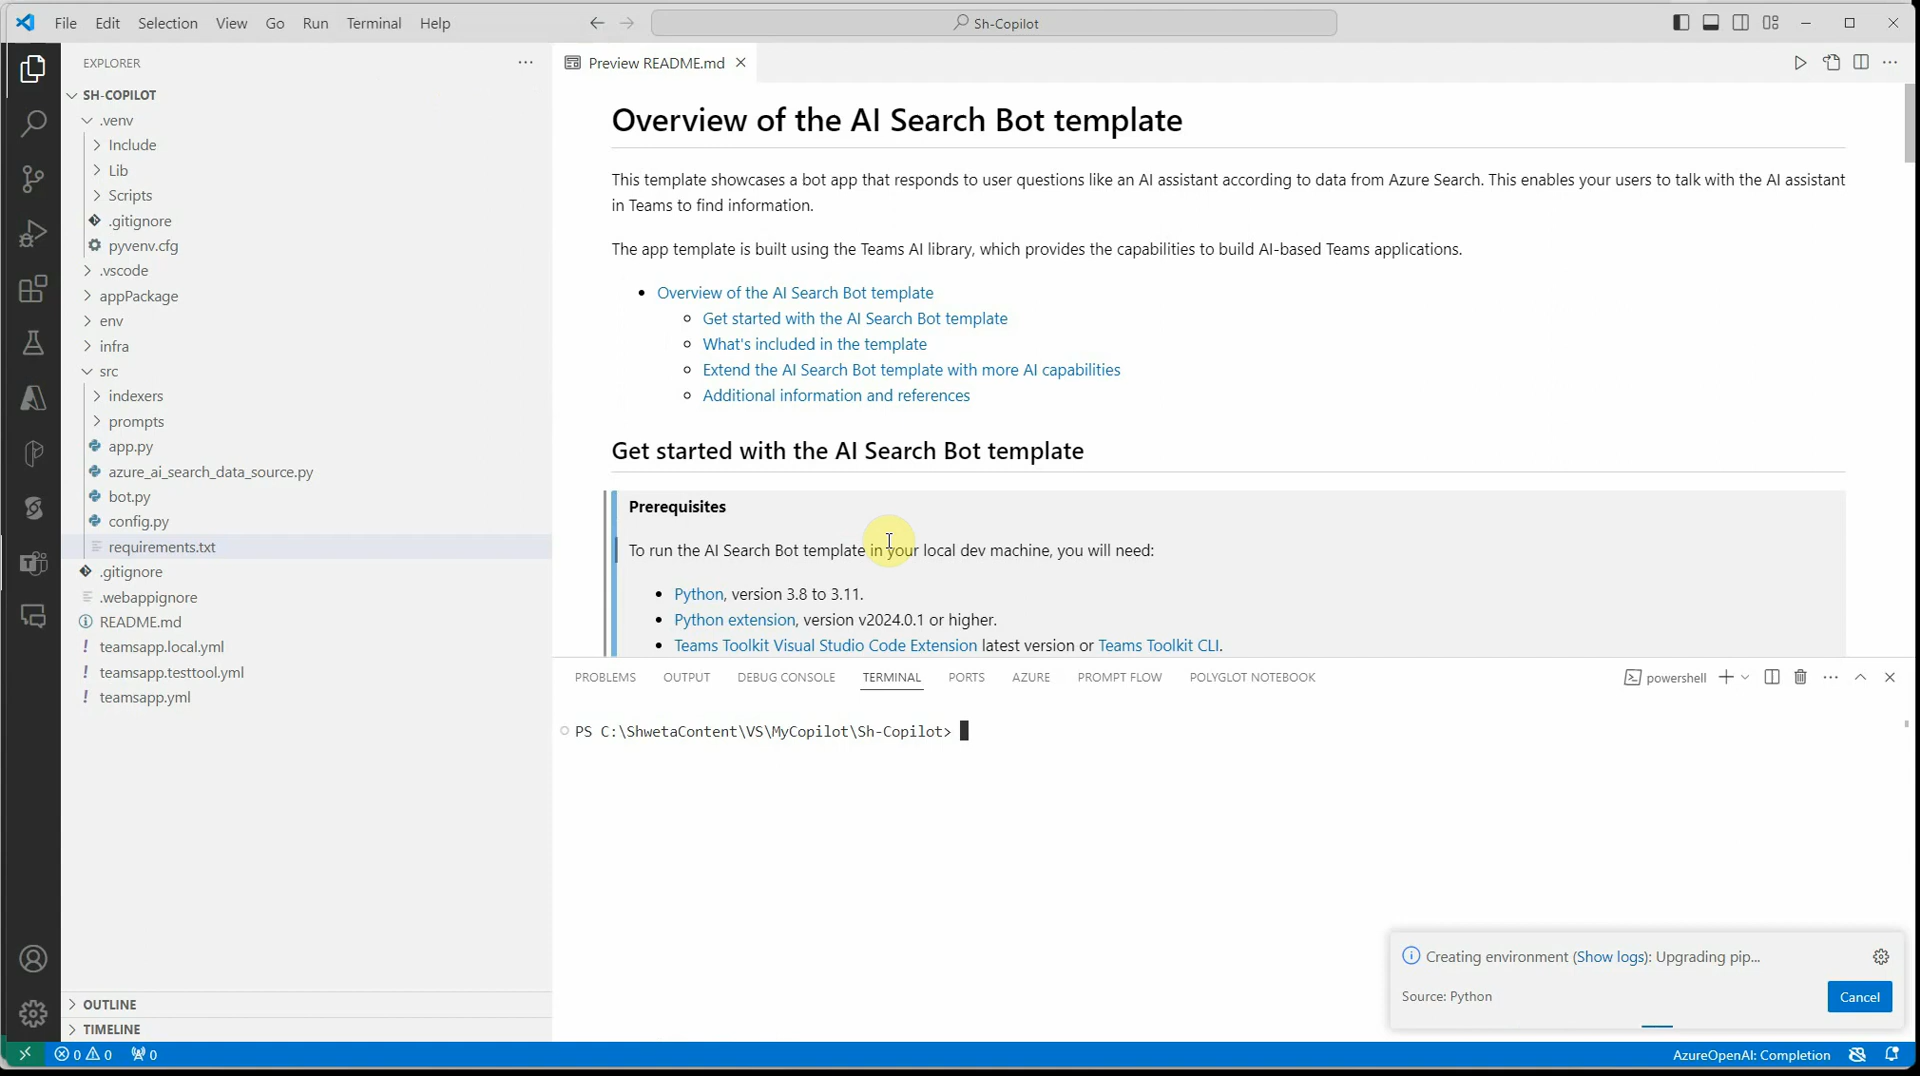 File Edit Selection View Go Run Terminal Help
Sh-Copilot
EXPLORER
SH-COPILOT
.venv
Include
Lib
Scripts
.gitignore
pyvenv.cfg
.vscode
appPackage
env
infra
src
indexers
prompts
app.py
azure_ai_search_data_source.py
bot.py
config.py
requirements.txt
.gitignore
.webappignore
README.md
! teamsapp.local.yml
! teamsapp.testtool.yml
! teamsapp.yml
OUTLINE
TIMELINE
Preview README.md
Overview of the AI Search Bot template
This template showcases a bot app that responds to user questions like an AI assistant according to data from Azure Search. This enables your users to talk with the AI assistant
in Teams to find information.
The app template is built using the Teams AI library, which provides the capabilities to build AI-based Teams applications.
Overview of the AI Search Bot template
Get started with the AI Search Bot template
What's included in the template
Extend the AI Search Bot template with more AI capabilities
Additional information and references
Get started with the AI Search Bot template
Prerequisites
To run the AI Search Bot template in your local dev machine, you will need:
Python, version 3.8 to 3.11.
Python extension, version v2024.0.1 or higher.
Teams Toolkit Visual Studio Code Extension latest version or Teams Toolkit CLI.
PROBLEMS OUTPUT DEBUG CONSOLE TERMINAL PORTS AZURE PROMPT FLOW POLYGLOT NOTEBOOK
powershell
PS C:\ShwetaContent\VS\MyCopilot\Sh-Copilot>
Creating environment (Show logs): Upgrading pip...
Source: Python
Cancel
0 0 0
AzureOpenAI: Completion